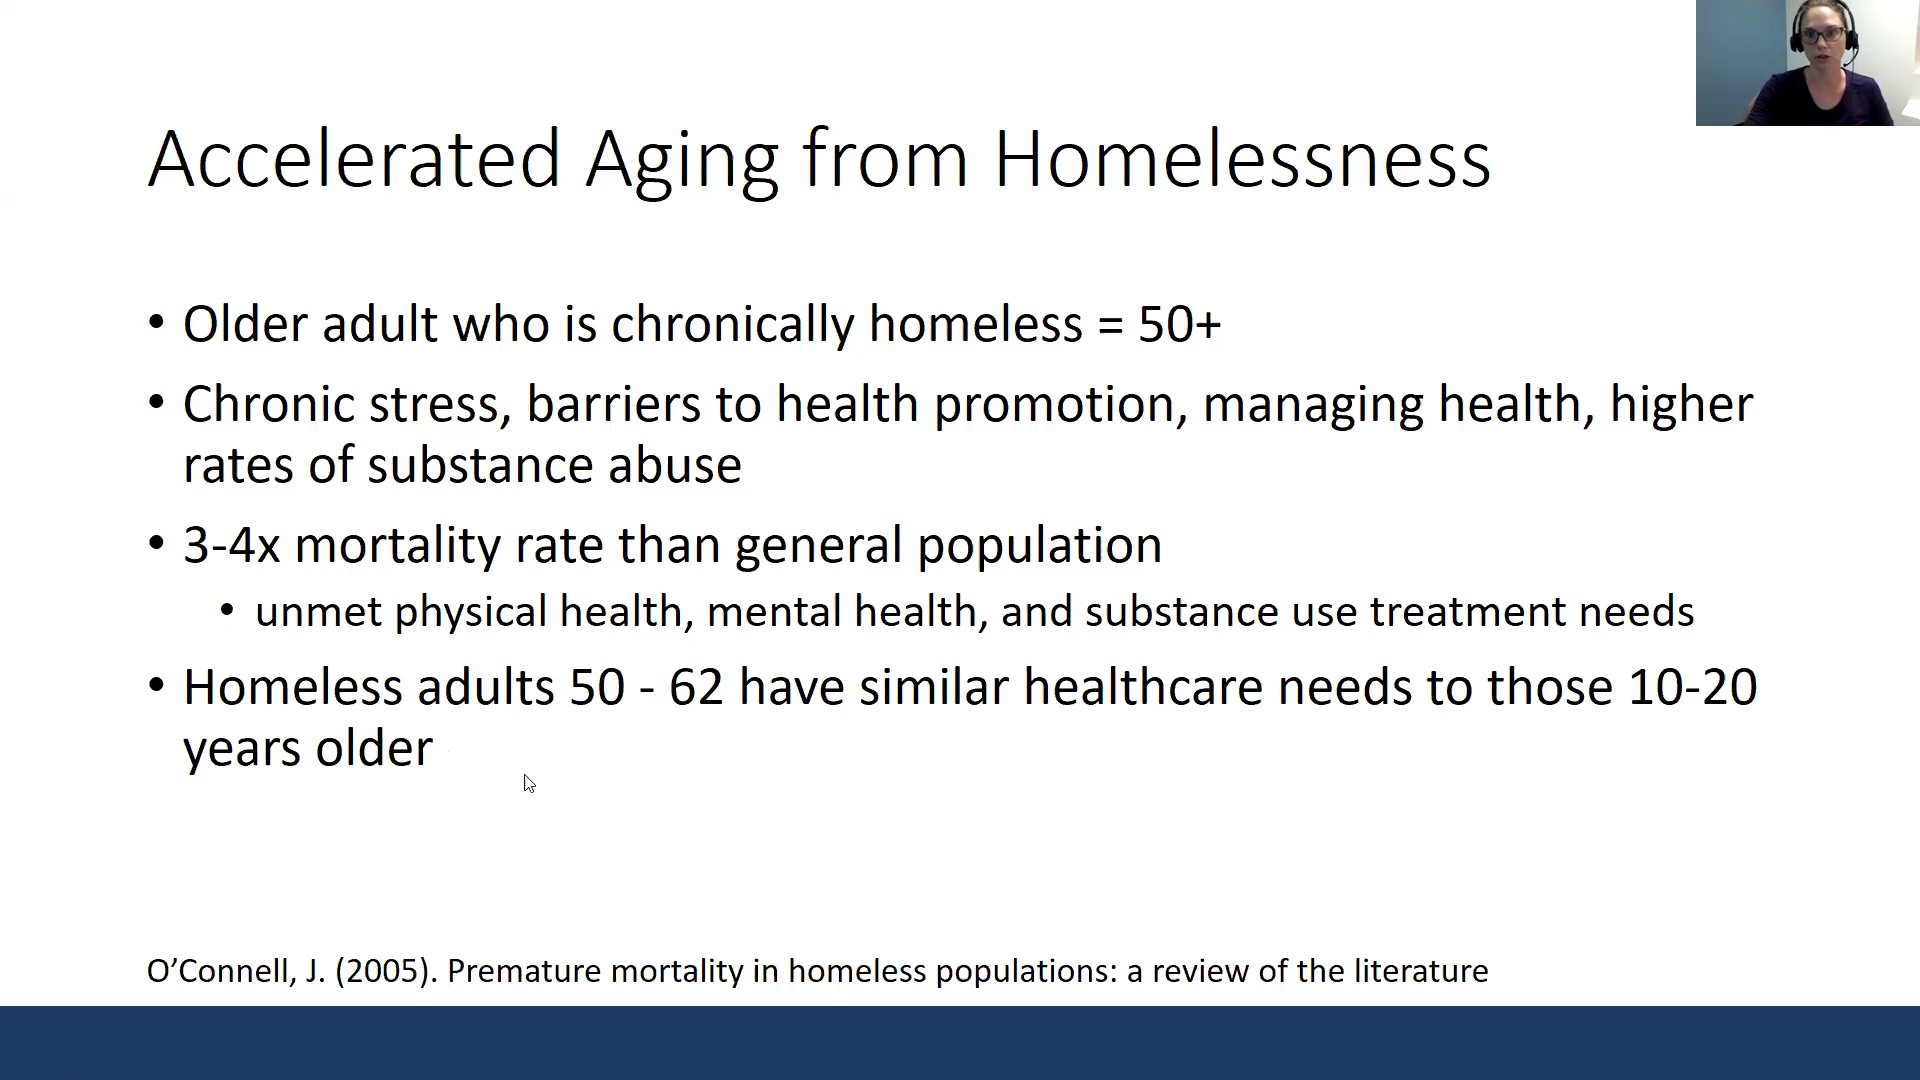 Accelerated Aging from Homelessness
• Older adult who is chronically homeless = 50+
• Chronic stress, barriers to health promotion, managing health, higher
rates of substance abuse
• 3-4x mortality rate than general population
• unmet physical health, mental health, and substance use treatment needs
• Homeless adults 50 - 62 have similar healthcare needs to those 10-20
years older
O’Connell, J. (2005). Premature mortality in homeless populations: a review of the literature